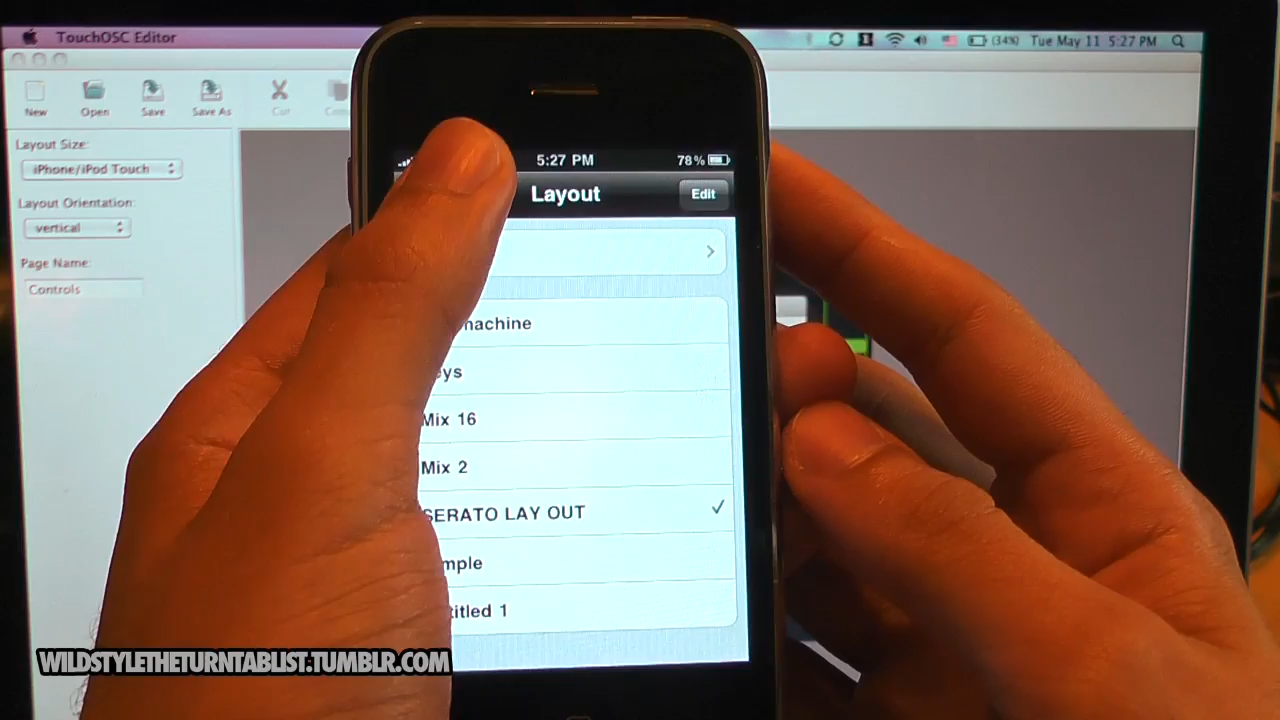 TouchOSC Editor
(34%) Tue May 11 5:27 PM
New Open Save Save As Cut
Layout Size:
iPhone/iPod Touch
Layout Orientation:
vertical
Page Name:
Controls
5:27 PM 78%
Layout Edit
machine
eys
Mix 16
Mix 2
SERATO LAY OUT
mple
titled 1
WILDSTYLETHETURNTABLIST.TUMBLR.COM